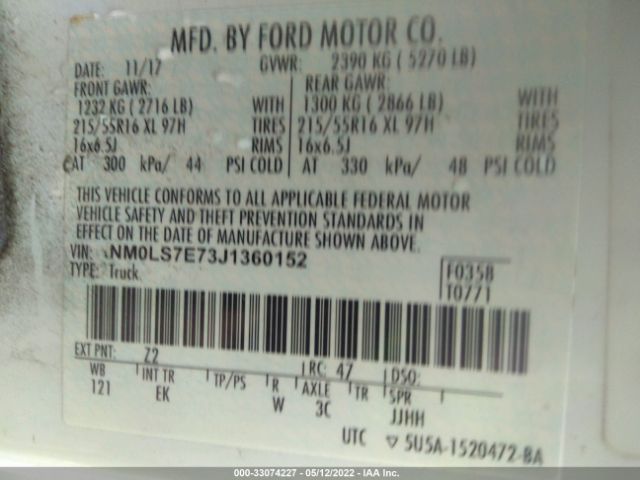 MFD. BY FORD MOTOR CO.
DATE: 11/17 GVWR: 2390 KG ( 5270 LB)
FRONT GAWR: REAR GAWR:
1232 KG ( 2716 LB) WITH 1300 KG ( 2866 LB) WITH
215/55R16 XL 97H TIRES 215/55R16 XL 97H TIRES
16x6.5J RIMS 16x6.5J RIMS
AT 300 kPa/ 44 PSI COLD AT 330 kPa/ 48 PSI COLD
THIS VEHICLE CONFORMS TO ALL APPLICABLE FEDERAL MOTOR
VEHICLE SAFETY AND THEFT PREVENTION STANDARDS IN
EFFECT ON THE DATE OF MANUFACTURE SHOWN ABOVE.
VIN: NM0LS7E73J1360152
TYPE: Truck
F0358
T0771
EXT PNT: Z2 RC: 47 DSO:
WB INT TR TP/PS R AXLE TR SPR
121 EK W 3C JJHH
UTC ▽ 5U5A-1520472-BA
000-33074227 - 05/12/2022 - IAA Inc.